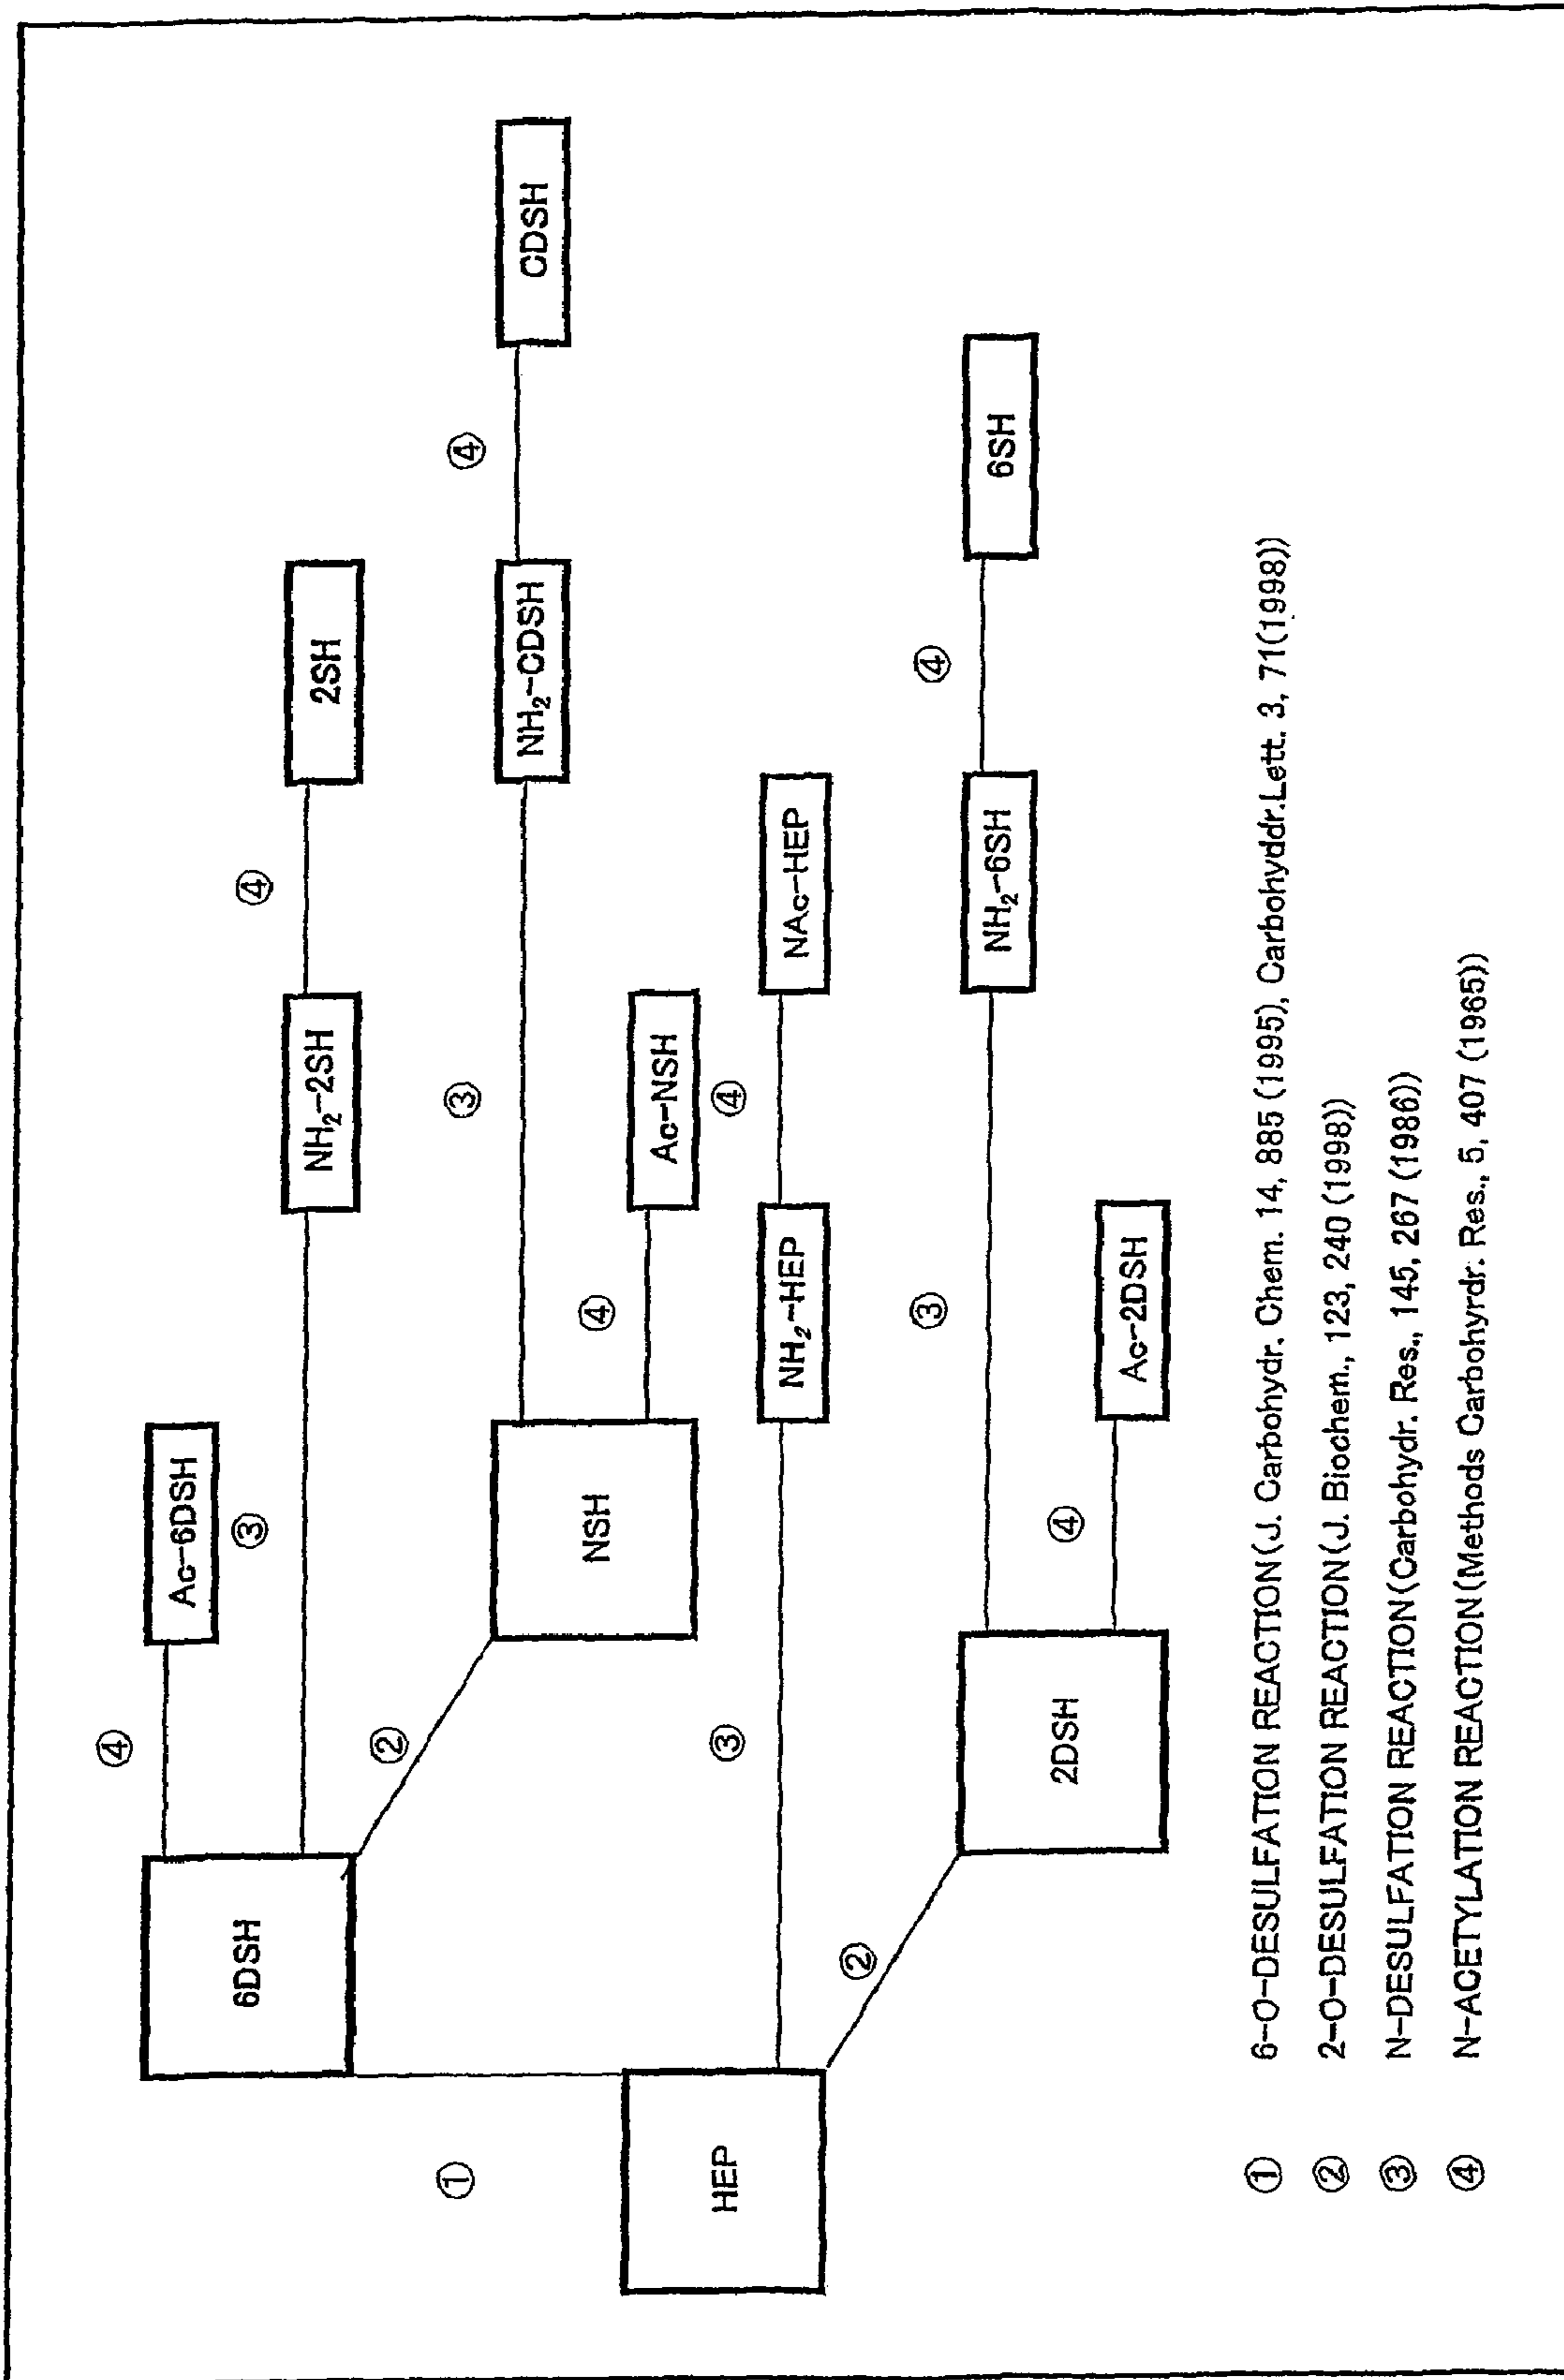 ④
Ac-6DSH
6DSH
③
④
NH₂-2SH
2SH
②
①
③
④
NH₂-CDSH
CDSH
NSH
④
Ac-NSH
HEP
③
④
NH₂-HEP
NAc-HEP
②
③
④
NH₂-6SH
6SH
2DSH
④
Ac-2DSH
① 6-O-DESULFATION REACTION(J. Carbohydr. Chem. 14, 885 (1995), Carbohyddr.Lett. 3, 71(1998))
② 2-O-DESULFATION REACTION(J. Biochem., 123, 240 (1998))
③ N-DESULFATION REACTION(Carbohydr. Res., 145, 267 (1986))
④ N-ACETYLATION REACTION(Methods Carbohyrdr. Res., 5, 407 (1965))